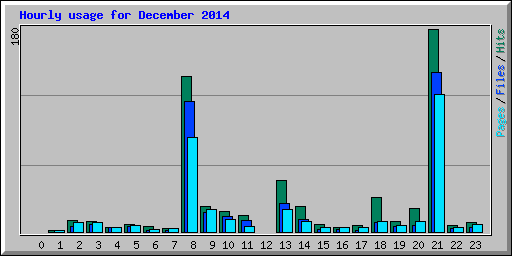 Hourly usage for December 2014
180
Pages/Files/Hits
0 1 2 3 4 5 6 7 8 9 10 11 12 13 14 15 16 17 18 19 20 21 22 23